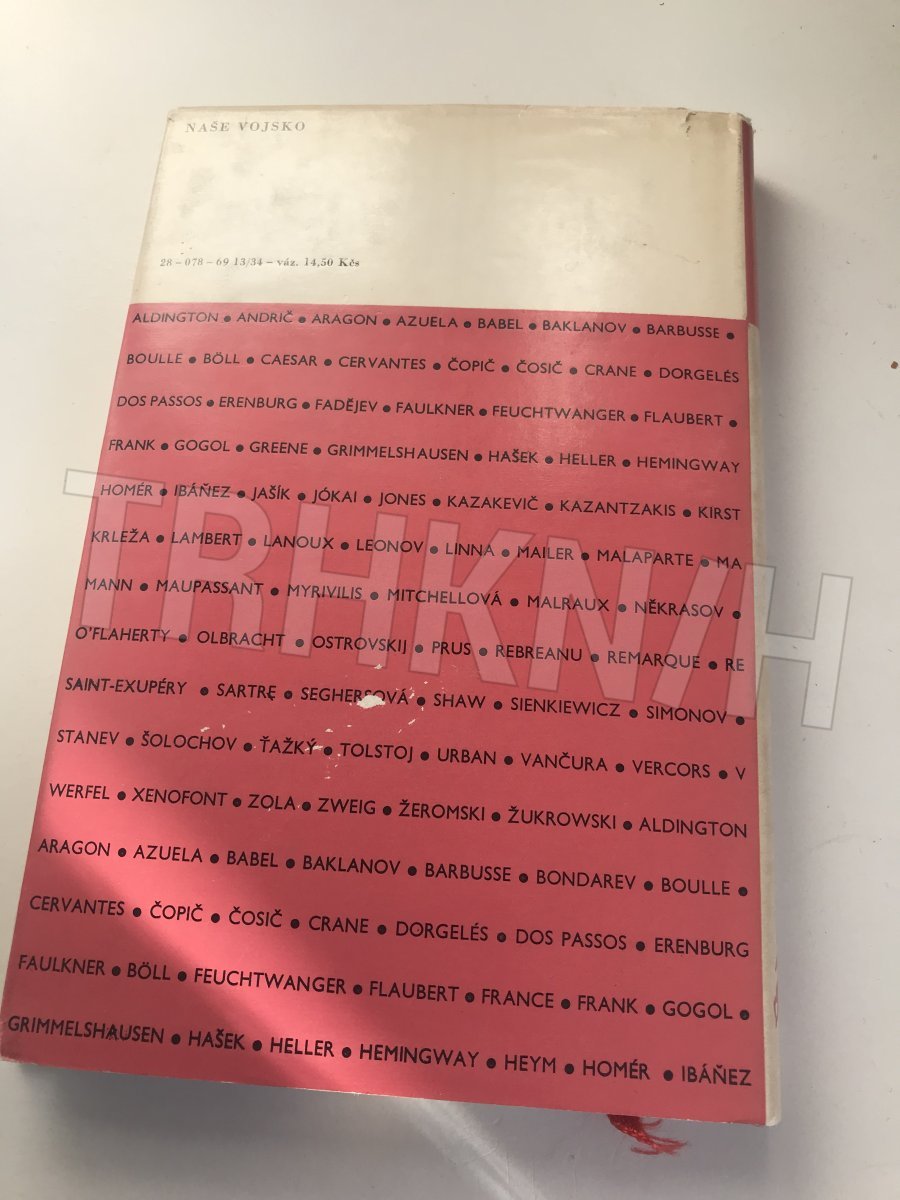 NAŠE VOJSKO
28 – 078 – 69 13/34 – váz. 14,50 Kčs
ALDINGTON ● ANDRIČ ● ARAGON ● AZUELA ● BABEL ● BAKLANOV ● BARBUSSE ●
BOULLE ● BÖLL ● CAESAR ● CERVANTES ● ČOPIČ ● ČOSIČ ● CRANE ● DORGELÉS
DOS PASSOS ● ERENBURG ● FADĚJEV ● FAULKNER ● FEUCHTWANGER ● FLAUBERT ●
FRANK ● GOGOL ● GREENE ● GRIMMELSHAUSEN ● HAŠEK ● HELLER ● HEMINGWAY
HOMÉR ● IBÁÑEZ ● JAŠÍK ● JÓKAI ● JONES ● KAZAKEVIČ ● KAZANTZAKIS ● KIRST
KRLEŽA ● LAMBERT ● LANOUX ● LEONOV ● LINNA ● MAILER ● MALAPARTE ● MA
MANN ● MAUPASSANT ● MYRIVILIS ● MITCHELLOVÁ ● MALRAUX ● NĚKRASOV ●
O'FLAHERTY ● OLBRACHT ● OSTROVSKIJ ● PRUS ● REBREANU ● REMARQUE ● RE
SAINT-EXUPÉRY ● SARTRE ● SEGHERSOVÁ ● SHAW ● SIENKIEWICZ ● SIMONOV ●
STANEV ● ŠOLOCHOV ● ŤAŽKÝ ● TOLSTOJ ● URBAN ● VANČURA ● VERCORS ● V
WERFEL ● XENOFONT ● ZOLA ● ZWEIG ● ŽEROMSKI ● ŽUKROWSKI ● ALDINGTON
ARAGON ● AZUELA ● BABEL ● BAKLANOV ● BARBUSSE ● BONDAREV ● BOULLE ●
CERVANTES ● ČOPIČ ● ČOSIČ ● CRANE ● DORGELÉS ● DOS PASSOS ● ERENBURG
FAULKNER ● BÖLL ● FEUCHTWANGER ● FLAUBERT ● FRANCE ● FRANK ● GOGOL ●
GRIMMELSHAUSEN ● HAŠEK ● HELLER ● HEMINGWAY ● HEYM ● HOMÉR ● IBÁÑEZ
TRHKN/H